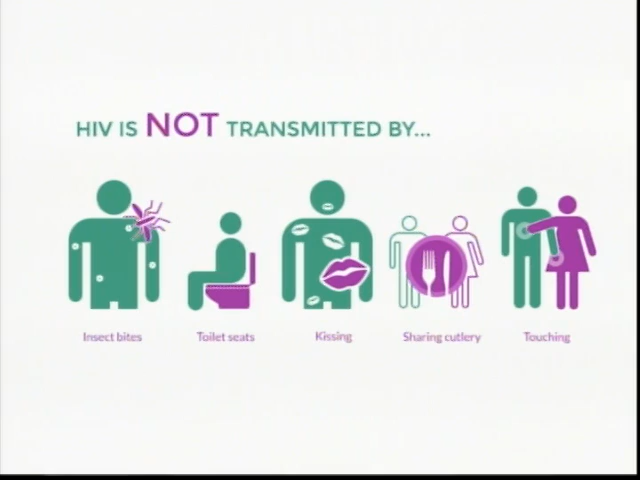 HIV IS NOT TRANSMITTED BY...
Insect bites
Toilet seats
Kissing
Sharing cutlery
Touching